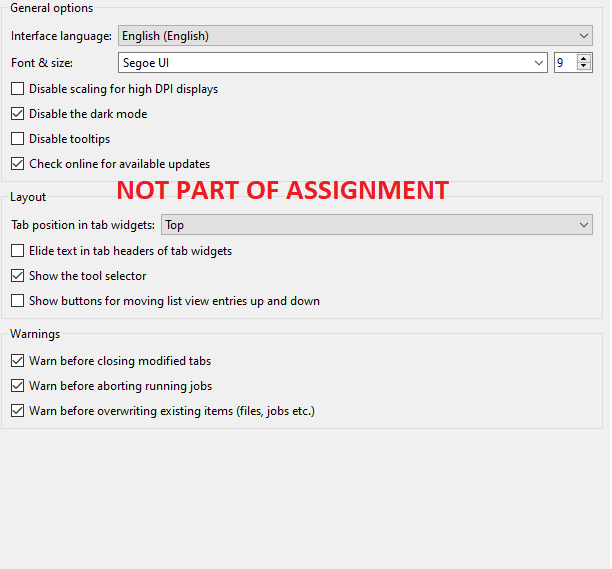 General options
Interface language: English (English)
Font & size: Segoe UI 9
Disable scaling for high DPI displays
Disable the dark mode
Disable tooltips
Check online for available updates
NOT PART OF ASSIGNMENT
Layout
Tab position in tab widgets: Top
Elide text in tab headers of tab widgets
Show the tool selector
Show buttons for moving list view entries up and down
Warnings
Warn before closing modified tabs
Warn before aborting running jobs
Warn before overwriting existing items (files, jobs etc.)